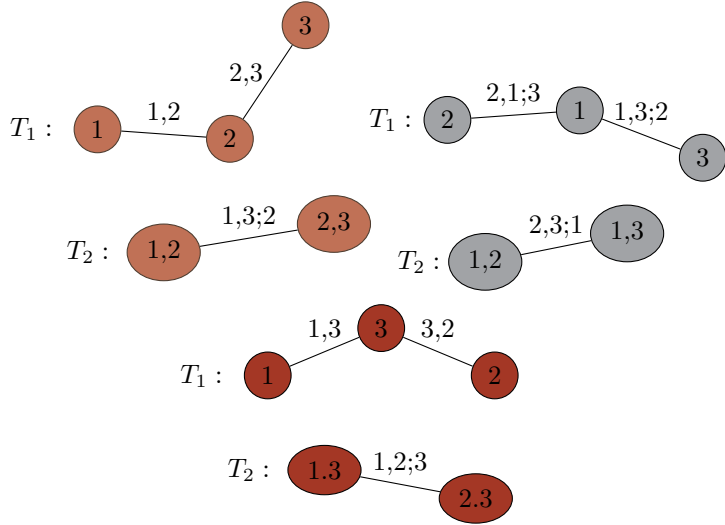 3
2,3
1,2
T₁ : 1 2
2,1;3
1,3;2
T₁ : 2 1 3
1,3;2
T₂ : 1,2 2,3
2,3;1
T₂ : 1,2 1,3
1,3 3 3,2
T₁ : 1 2
T₂ : 1.3 1,2;3 2.3